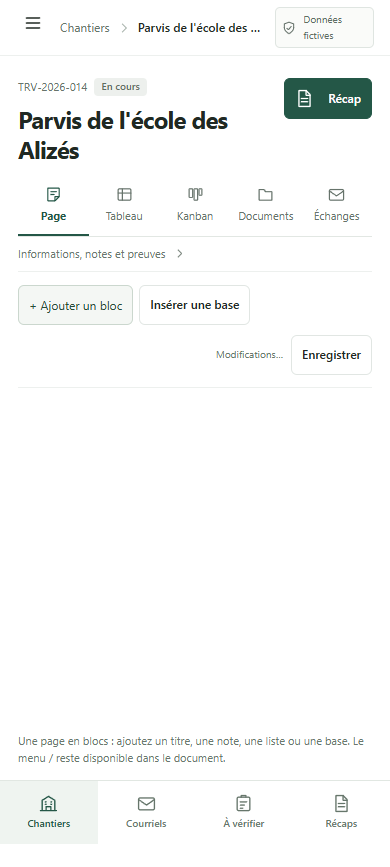 Chantiers > Parvis de l'école des ...
Données
fictives
TRV-2026-014 En cours
Récap
Parvis de l'école des
Alizés
Page Tableau Kanban Documents Échanges
Informations, notes et preuves >
+ Ajouter un bloc Insérer une base
Modifications... Enregistrer
Une page en blocs : ajoutez un titre, une note, une liste ou une base. Le
menu / reste disponible dans le document.
Chantiers Courriels À vérifier Récaps